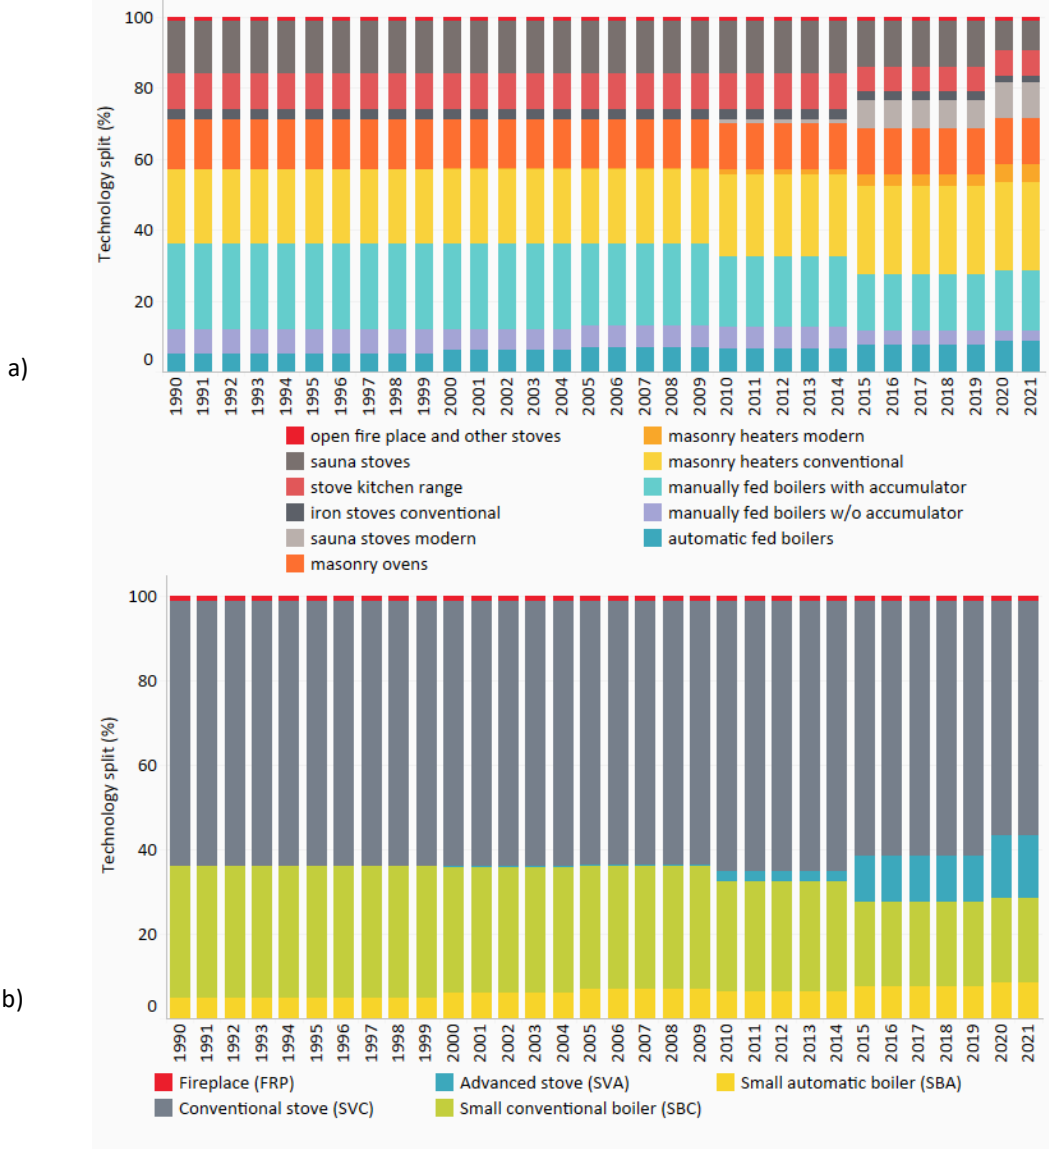 100
80
60
40
20
0
Technology split (%)
a)
1990 1991 1992 1993 1994 1995 1996 1997 1998 1999 2000 2001 2002 2003 2004 2005 2006 2007 2008 2009 2010 2011 2012 2013 2014 2015 2016 2017 2018 2019 2020 2021
open fire place and other stoves
sauna stoves
stove kitchen range
iron stoves conventional
sauna stoves modern
masonry ovens
masonry heaters modern
masonry heaters conventional
manually fed boilers with accumulator
manually fed boilers w/o accumulator
automatic fed boilers
100
80
60
40
20
0
Technology split (%)
b)
1990 1991 1992 1993 1994 1995 1996 1997 1998 1999 2000 2001 2002 2003 2004 2005 2006 2007 2008 2009 2010 2011 2012 2013 2014 2015 2016 2017 2018 2019 2020 2021
Fireplace (FRP)
Conventional stove (SVC)
Advanced stove (SVA)
Small conventional boiler (SBC)
Small automatic boiler (SBA)